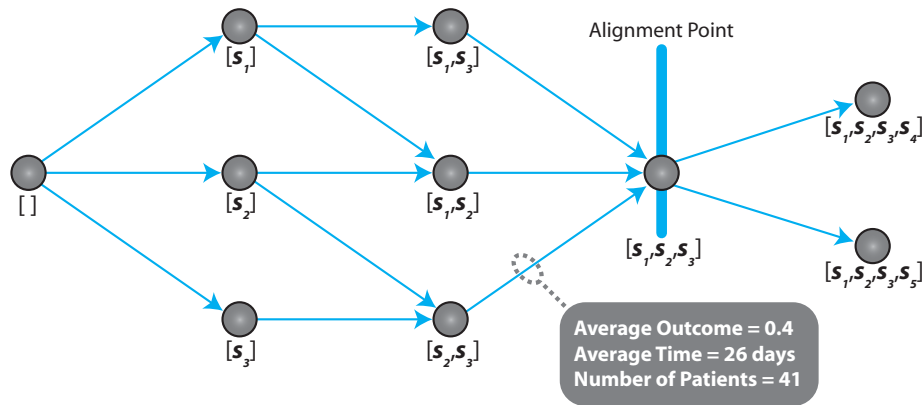 [s1]
[s1,s3]
Alignment Point
[s1,s2,s3,s4]
[ ]
[s2]
[s1,s2]
[s1,s2,s3]
[s1,s2,s3,s5]
[s3]
[s2,s3]
Average Outcome = 0.4
Average Time = 26 days
Number of Patients = 41